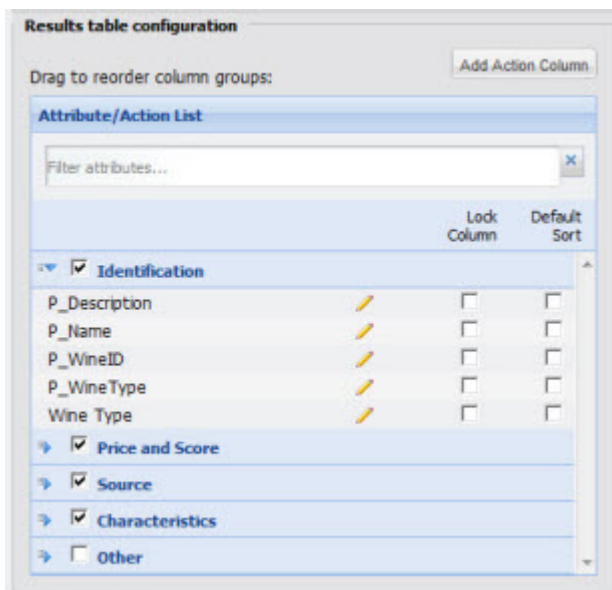 Results table configuration
Add Action Column
Drag to reorder column groups:
Attribute/Action List
Filter attributes...
Lock Column
Default Sort
Identification
P_Description
P_Name
P_WineID
P_WineType
Wine Type
Price and Score
Source
Characteristics
Other